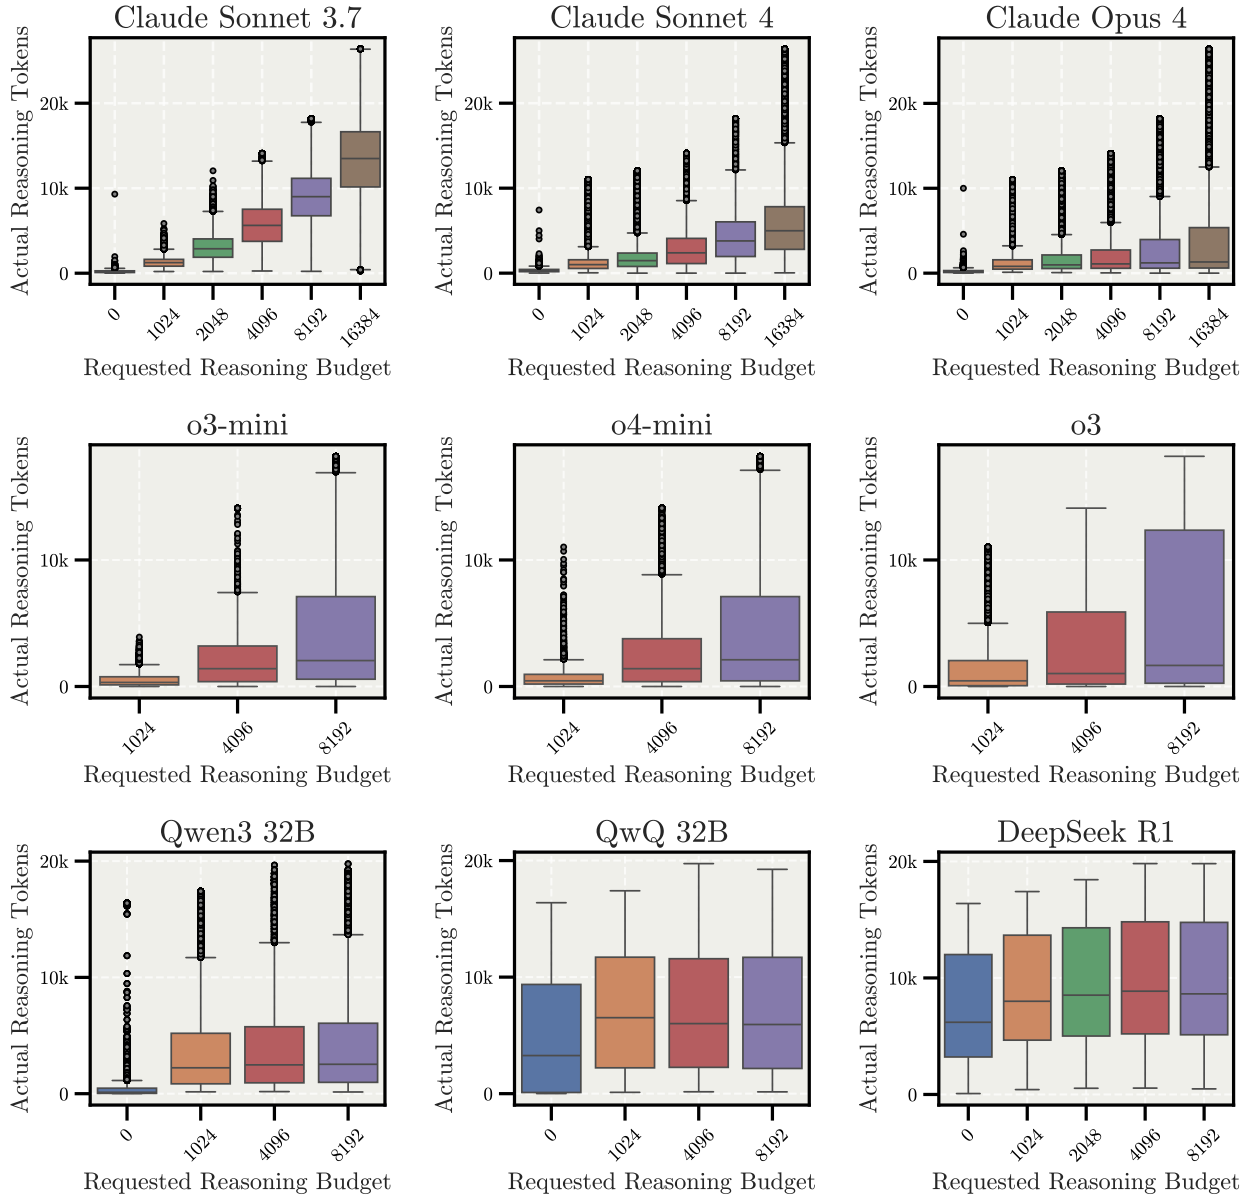 Claude Sonnet 3.7
Actual Reasoning Tokens
20k
10k
0
0
1024
2048
4096
8192
16384
Requested Reasoning Budget
Claude Sonnet 4
Actual Reasoning Tokens
20k
10k
0
0
1024
2048
4096
8192
16384
Requested Reasoning Budget
Claude Opus 4
Actual Reasoning Tokens
20k
10k
0
0
1024
2048
4096
8192
16384
Requested Reasoning Budget
o3-mini
Actual Reasoning Tokens
10k
0
1024
4096
8192
Requested Reasoning Budget
o4-mini
Actual Reasoning Tokens
10k
0
1024
4096
8192
Requested Reasoning Budget
o3
Actual Reasoning Tokens
10k
0
1024
4096
8192
Requested Reasoning Budget
Qwen3 32B
Actual Reasoning Tokens
20k
10k
0
0
1024
4096
8192
Requested Reasoning Budget
QwQ 32B
Actual Reasoning Tokens
20k
10k
0
0
1024
4096
8192
Requested Reasoning Budget
DeepSeek R1
Actual Reasoning Tokens
20k
10k
0
0
1024
2048
4096
8192
Requested Reasoning Budget